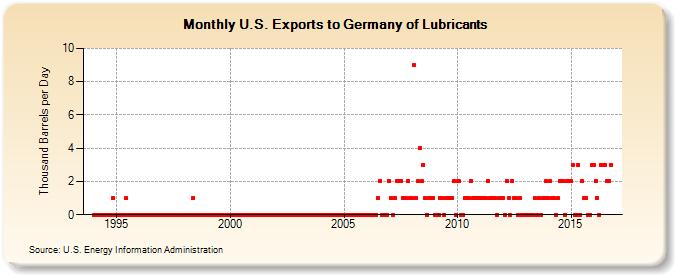 Monthly U.S. Exports to Germany of Lubricants
Thousand Barrels per Day
10
8
6
4
2
0
1995 2000 2005 2010 2015
Source: U.S. Energy Information Administration